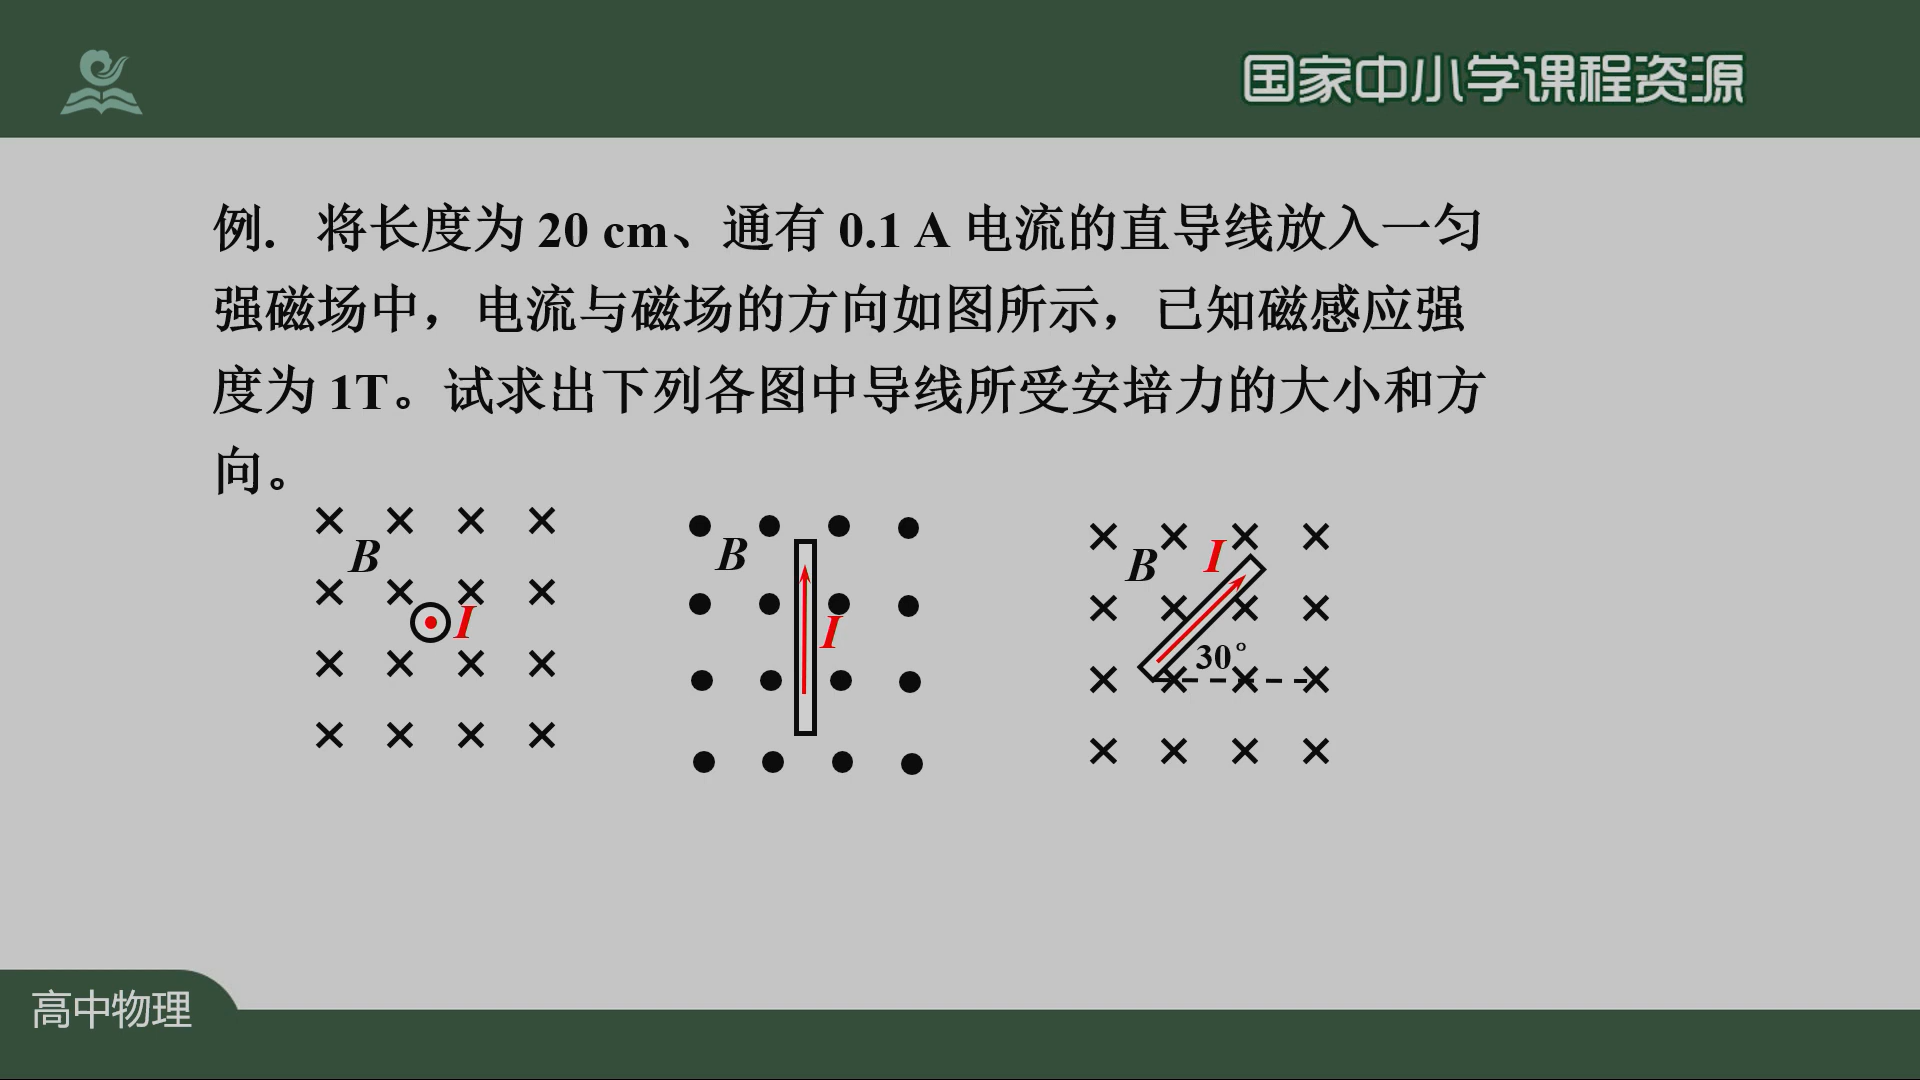 国家中小学课程资源
例. 将长度为 20 cm、通有 0.1 A 电流的直导线放入一匀
强磁场中，电流与磁场的方向如图所示，已知磁感应强
度为 1T。试求出下列各图中导线所受安培力的大小和方
向。
B
I
B
I
B
I
30°
高中物理